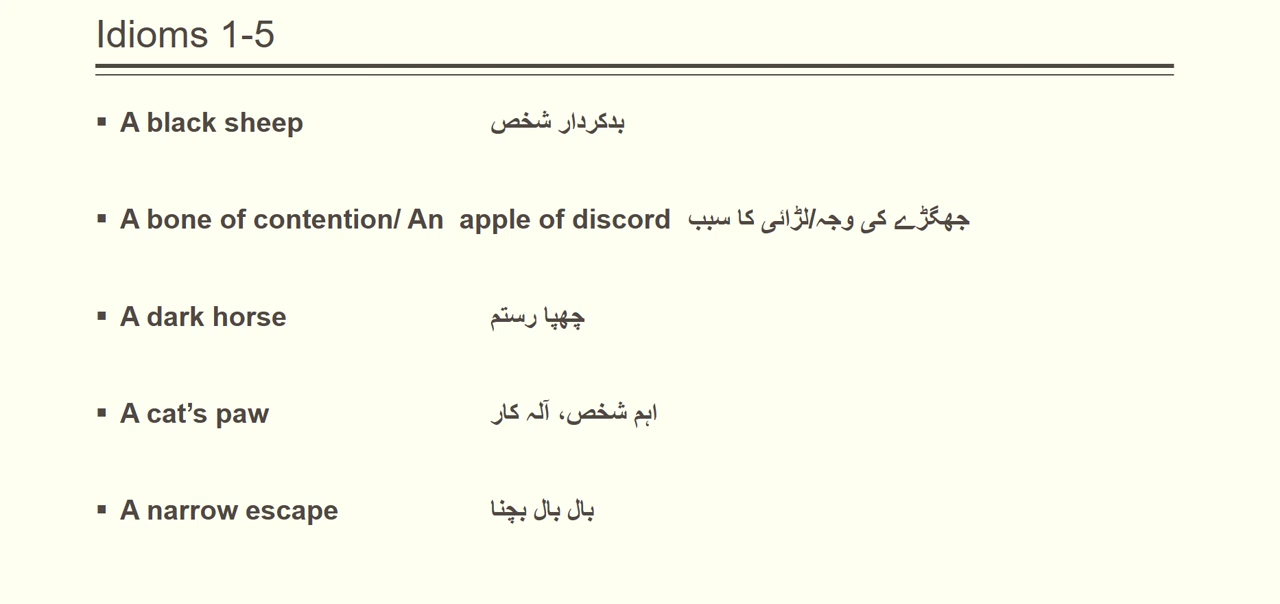 Idioms 1-5
▪ A black sheep بدکردار شخص
▪ A bone of contention/ An apple of discord جھگڑے کی وجہ/لڑائی کا سبب
▪ A dark horse چھپا رستم
▪ A cat’s paw اہم شخص، آلہ کار
▪ A narrow escape بال بال بچنا